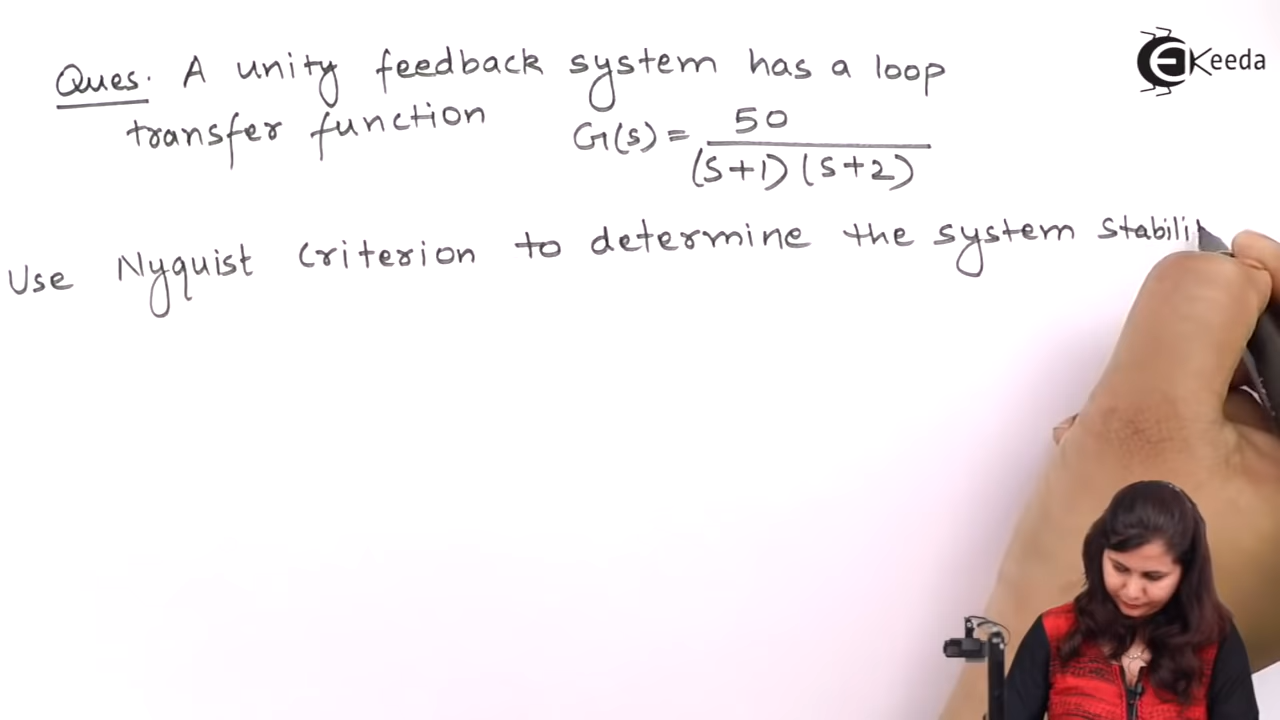 Ques. A unity feedback system has a loop
transfer function G(s) = 50 / (s+1)(s+2)
Use Nyquist criterion to determine the system stabili
EKeeda